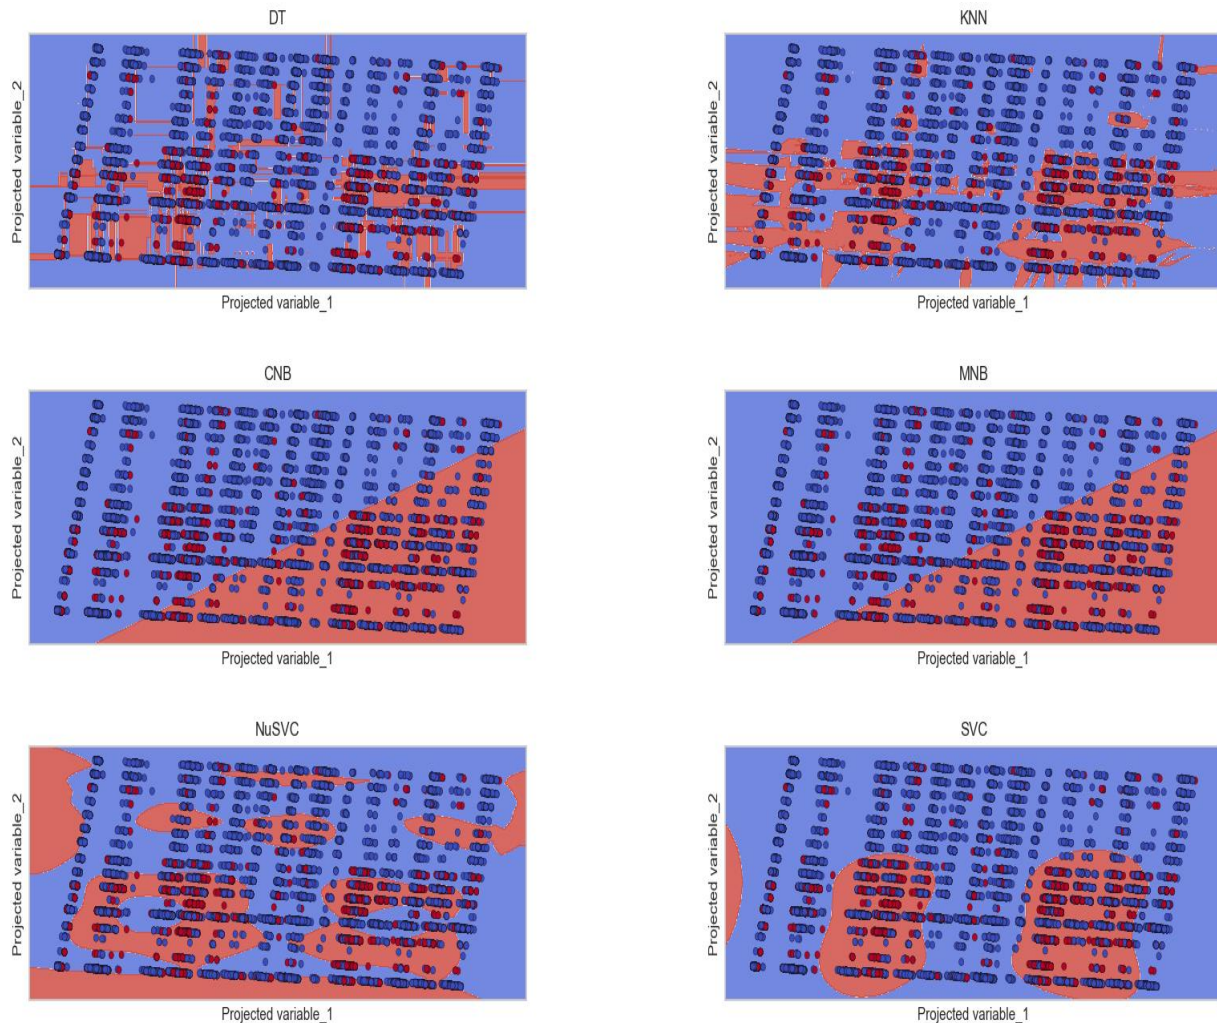 DT
KNN
Projected variable_2
Projected variable_2
Projected variable_1
Projected variable_1
CNB
MNB
Projected variable_2
Projected variable_2
Projected variable_1
Projected variable_1
NuSVC
SVC
Projected variable_2
Projected variable_2
Projected variable_1
Projected variable_1